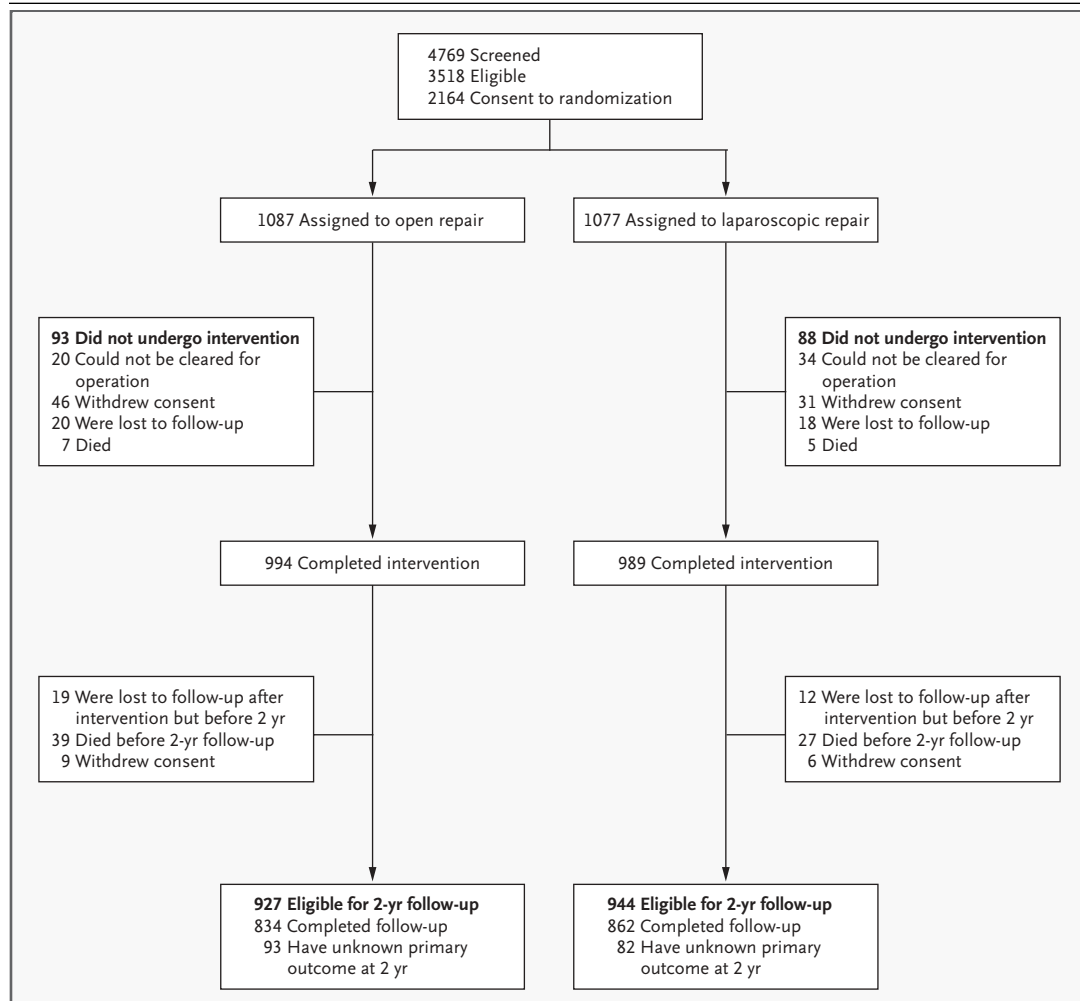 4769 Screened
3518 Eligible
2164 Consent to randomization
1087 Assigned to open repair
1077 Assigned to laparoscopic repair
93 Did not undergo intervention
20 Could not be cleared for
operation
46 Withdrew consent
20 Were lost to follow-up
7 Died
88 Did not undergo intervention
34 Could not be cleared for
operation
31 Withdrew consent
18 Were lost to follow-up
5 Died
994 Completed intervention
989 Completed intervention
19 Were lost to follow-up after
intervention but before 2 yr
39 Died before 2-yr follow-up
9 Withdrew consent
12 Were lost to follow-up after
intervention but before 2 yr
27 Died before 2-yr follow-up
6 Withdrew consent
927 Eligible for 2-yr follow-up
834 Completed follow-up
93 Have unknown primary
outcome at 2 yr
944 Eligible for 2-yr follow-up
862 Completed follow-up
82 Have unknown primary
outcome at 2 yr